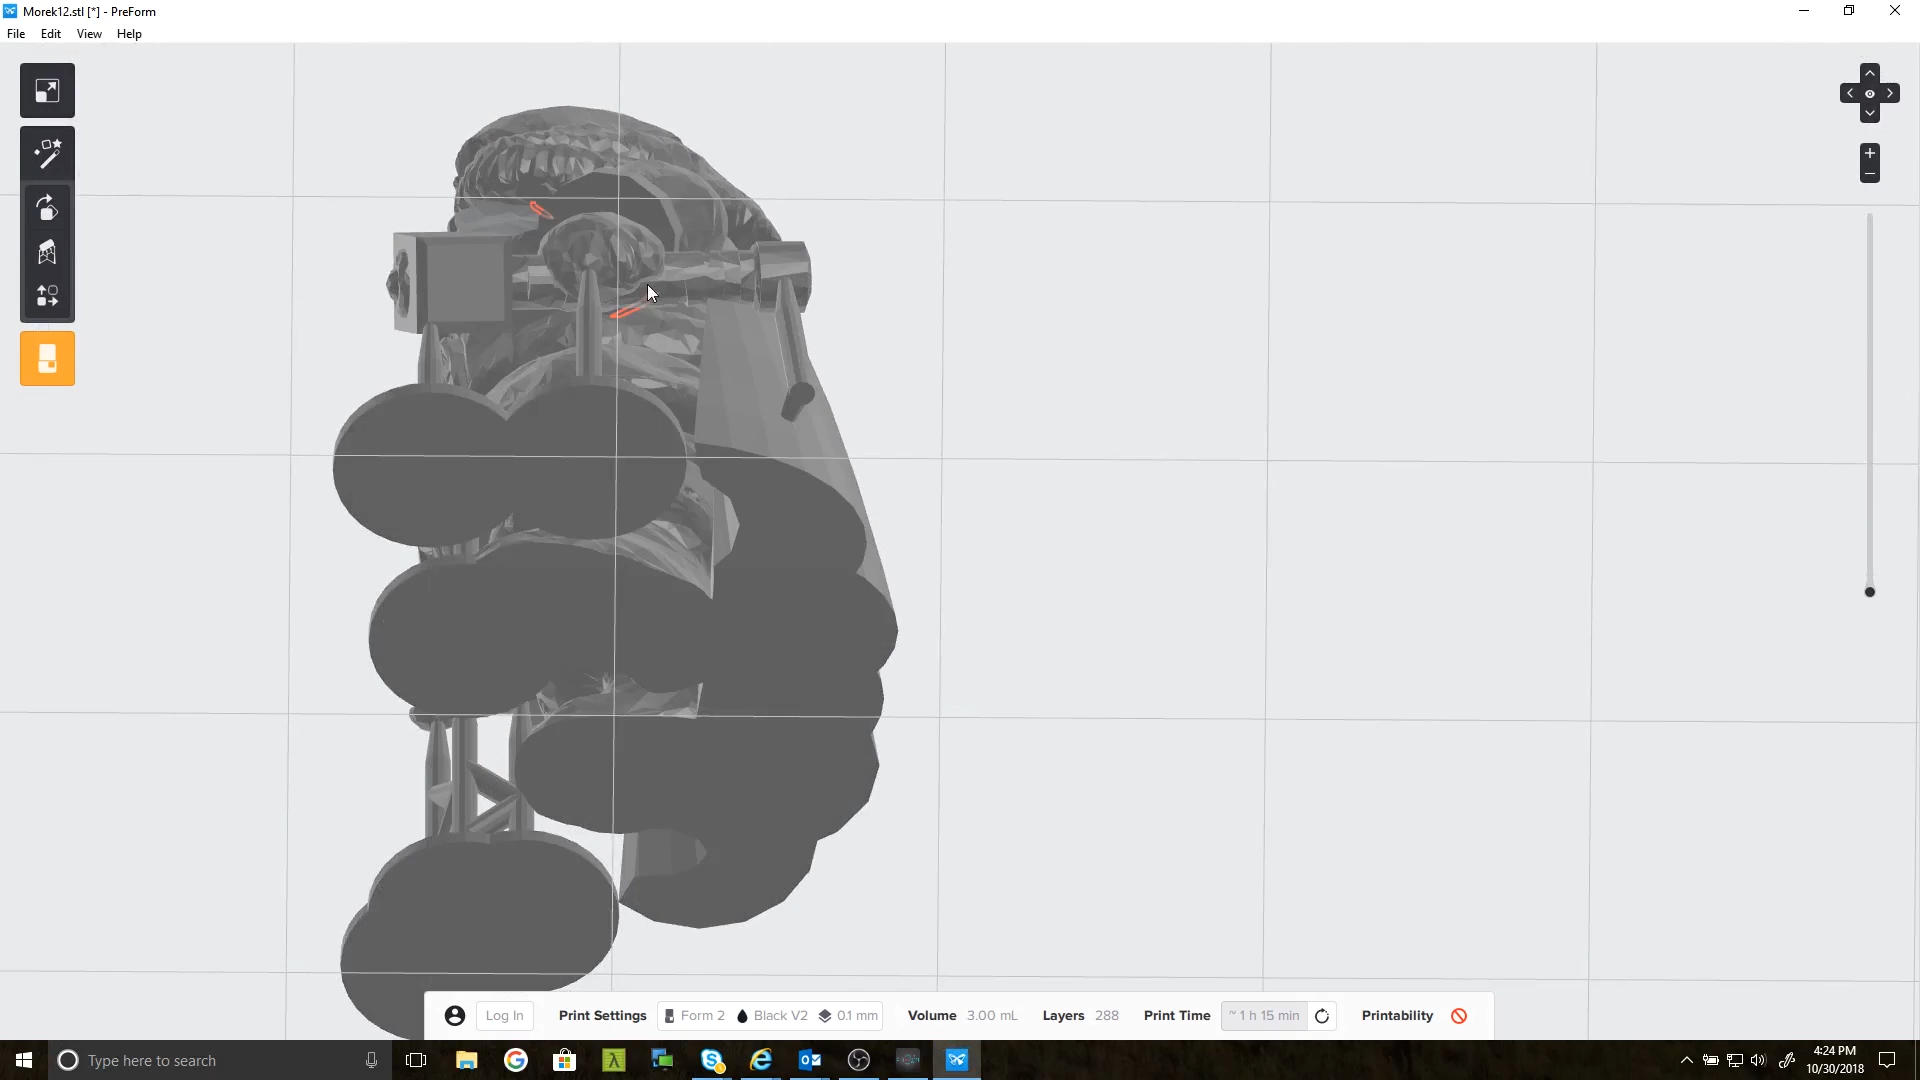 Morek12.stl [*] - PreForm
File Edit View Help
Log In Print Settings Form 2 Black V2 0.1 mm Volume 3.00 mL Layers 288 Print Time ~ 1 h 15 min Printability
Type here to search
4:24 PM
10/30/2018